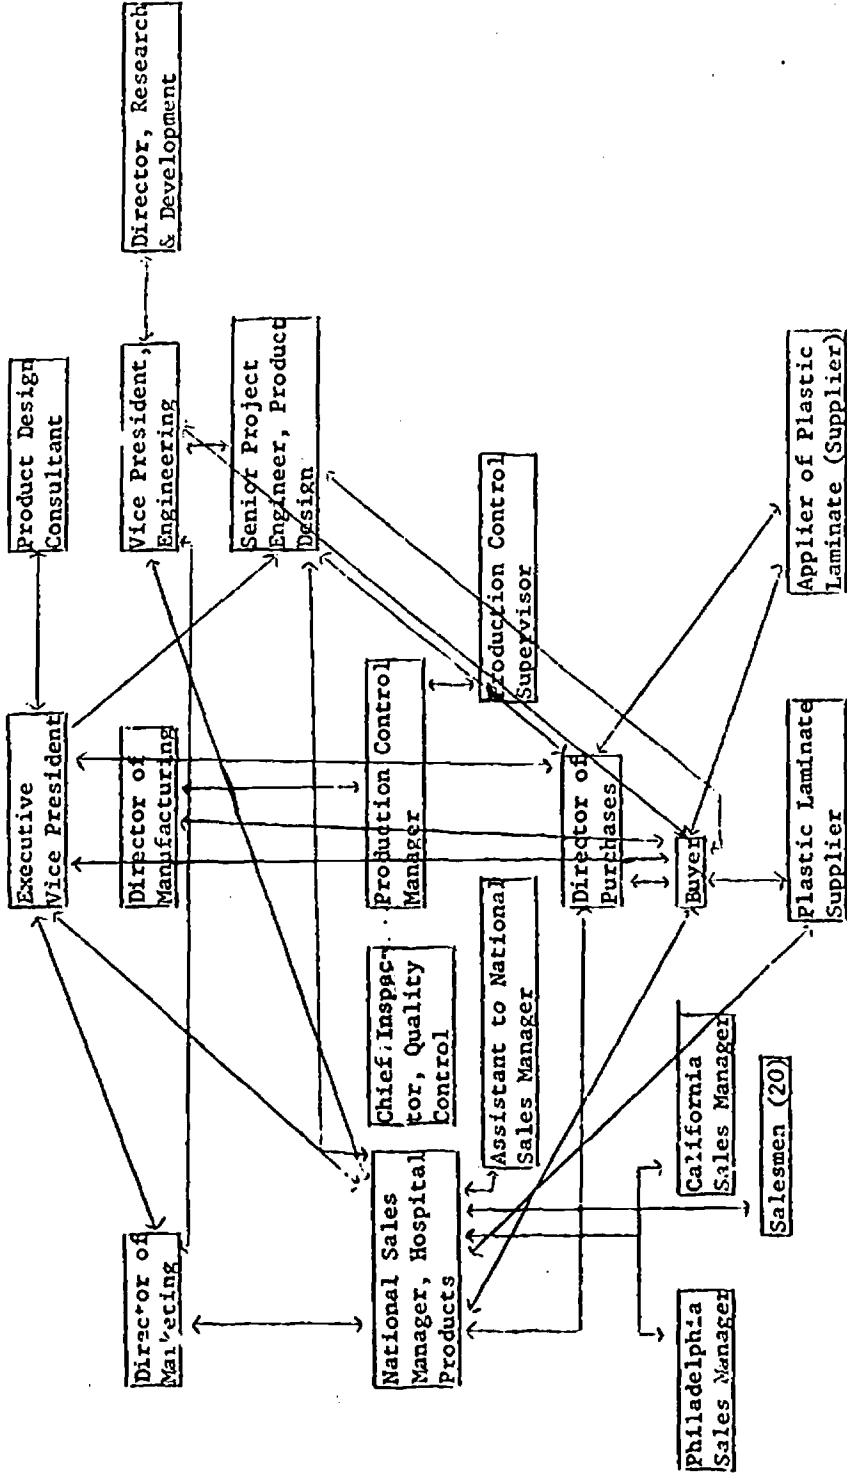 Executive
Vice President
Product Design
Consultant
Director of
Marketing
Director of
Manufacturing
Vice President,
Engineering
Director, Research
& Development
Senior Project
Engineer, Product
Design
National Sales
Manager, Hospital
Products
Chief Inspec-
tor, Quality
Control
Production Control
Manager
Assistant to National
Sales Manager
Production Control
Supervisor
Director of
Purchases
Philadelphia
Sales Manager
California
Sales Manager
Buyer
Salesmen (20)
Plastic Laminate
Supplier
Applier of Plastic
Laminate (Supplier)